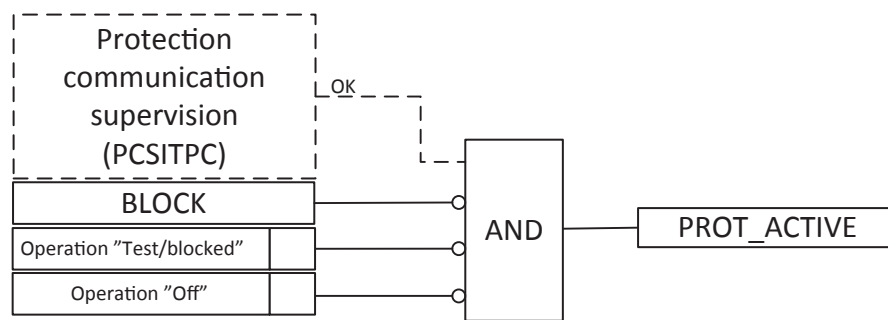 Protection
communication
supervision
(PCSITPC)
OK
BLOCK
Operation ”Test/blocked”
Operation ”Off”
AND
PROT_ACTIVE